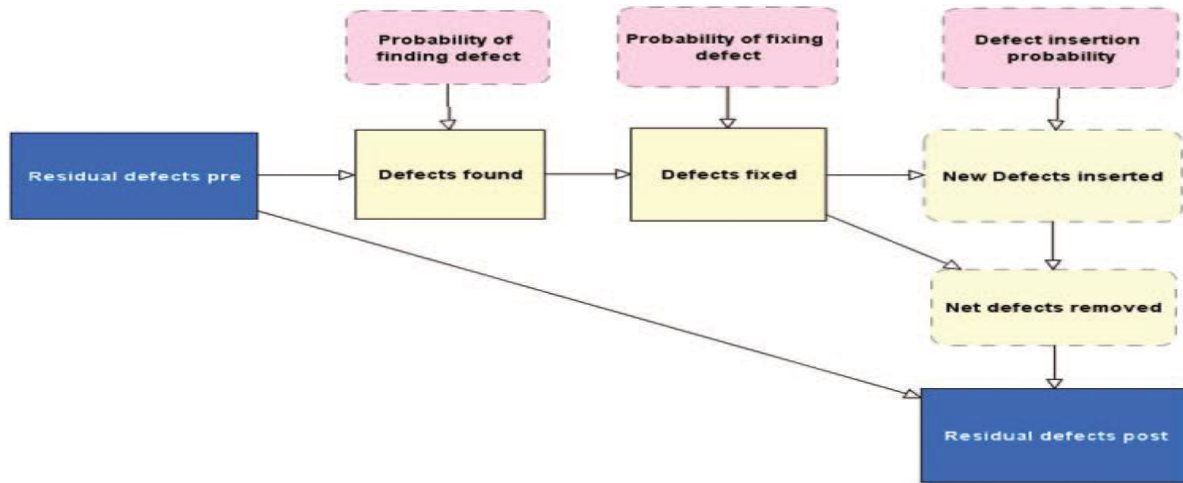 Probability of
finding defect
Probability of fixing
defect
Defect insertion
probability
Residual defects pre
Defects found
Defects fixed
New Defects inserted
Net defects removed
Residual defects post